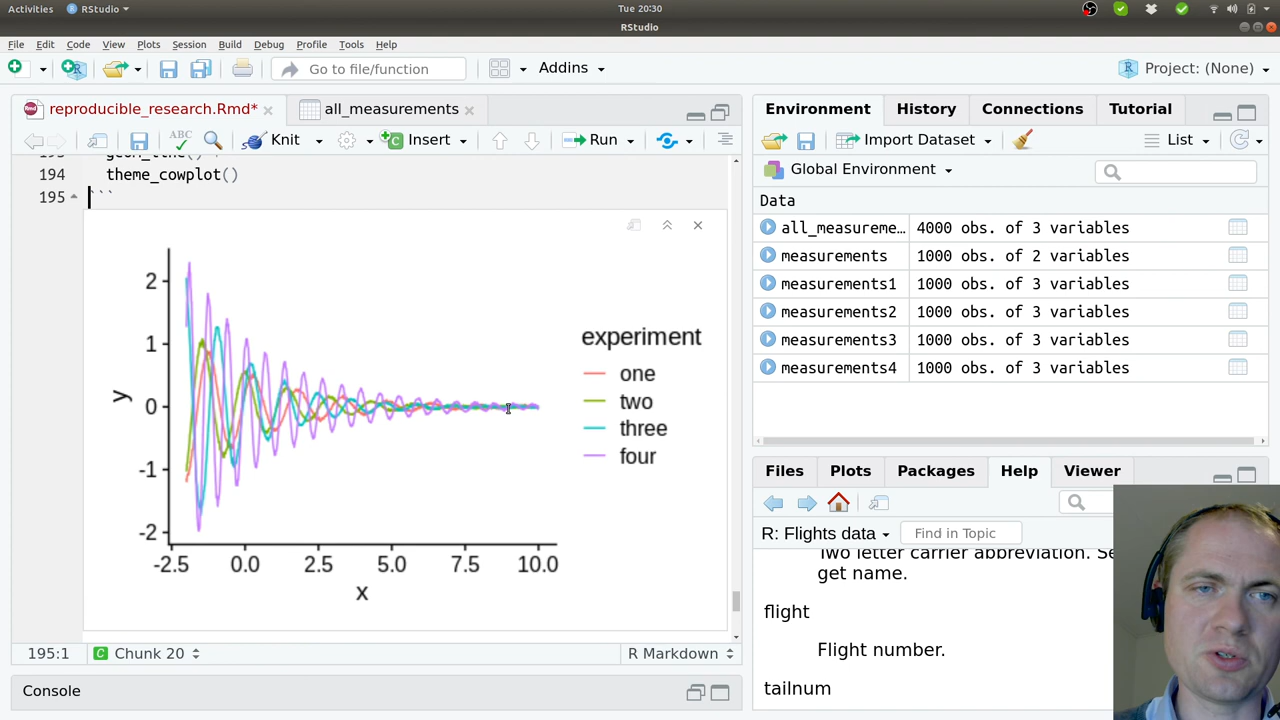 Activities RStudio Tue 20:30
RStudio
File Edit Code View Plots Session Build Debug Profile Tools Help
Go to file/function Addins Project: (None)
reproducible_research.Rmd* all_measurements
ABC Knit Insert Run
194 theme_cowplot()
195 ```
2
1
0
-1
-2
y
-2.5 0.0 2.5 5.0 7.5 10.0
x
experiment
one
two
three
four
195:1 Chunk 20 R Markdown
Console
Environment History Connections Tutorial
Import Dataset List
Global Environment
Data
all_measureme… 4000 obs. of 3 variables
measurements 1000 obs. of 2 variables
measurements1 1000 obs. of 3 variables
measurements2 1000 obs. of 3 variables
measurements3 1000 obs. of 3 variables
measurements4 1000 obs. of 3 variables
Files Plots Packages Help Viewer
R: Flights data Find in Topic
Two letter carrier abbreviation. Se
get name.
flight
Flight number.
tailnum